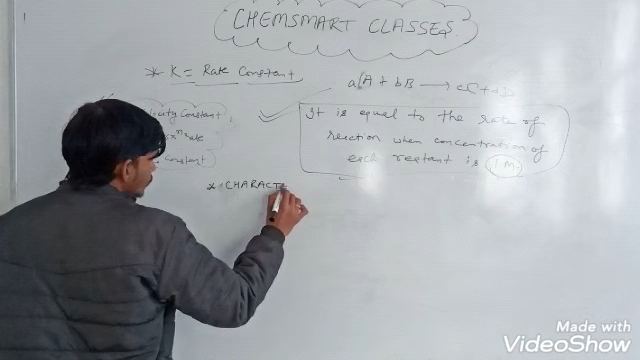 CHEMSMART CLASSES
* K = Rate Constant
aA + bB → cC + dD
It is equal to the rate of
reaction when concentration of
each reactant is 1M
Constant
rate
constant
* CHARACTE
Made with
VideoShow